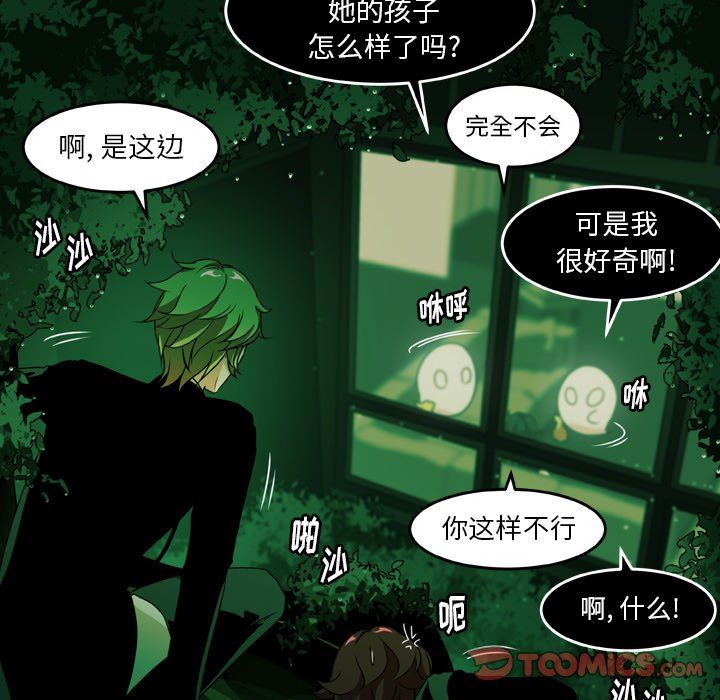 她的孩子
怎么样了吗?
完全不会
啊, 是这边
可是我
很好奇啊!
沙
沙
咻呼
咻
你这样不行
啪
沙
呃
啊, 什么!
TOOMICS.com
沙
沙